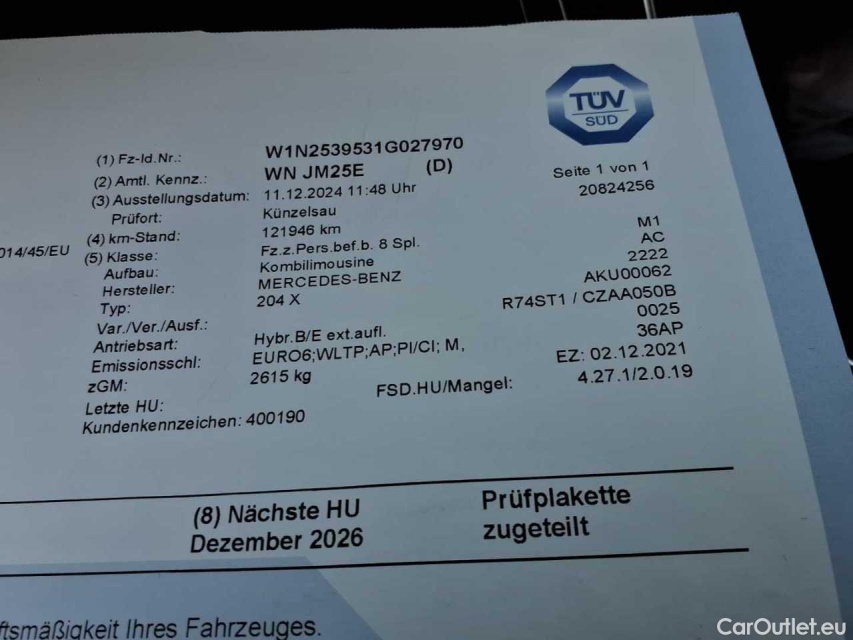 TÜV
SÜD
(1) Fz-Id.Nr.: W1N2539531G027970
(2) Amtl. Kennz.: WN JM25E (D) Seite 1 von 1
(3) Ausstellungsdatum: 11.12.2024 11:48 Uhr 20824256
Prüfort: Künzelsau
(4) km-Stand: 121946 km M1
014/45/EU (5) Klasse: Fz.z.Pers.bef.b. 8 Spl. AC
Aufbau: Kombilimousine 2222
Hersteller: MERCEDES-BENZ AKU00062
Typ: 204 X R74ST1 / CZAA050B
Var./Ver./Ausf.: 0025
Antriebsart: Hybr.B/E ext.aufl. 36AP
Emissionsschl: EURO6;WLTP;AP;PI/CI; M, EZ: 02.12.2021
zGM: 2615 kg FSD.HU/Mangel: 4.27.1/2.0.19
Letzte HU:
Kundenkennzeichen: 400190
(8) Nächste HU Prüfplakette
Dezember 2026 zugeteilt
ftsmäßigkeit Ihres Fahrzeuges.
CarOutlet.eu